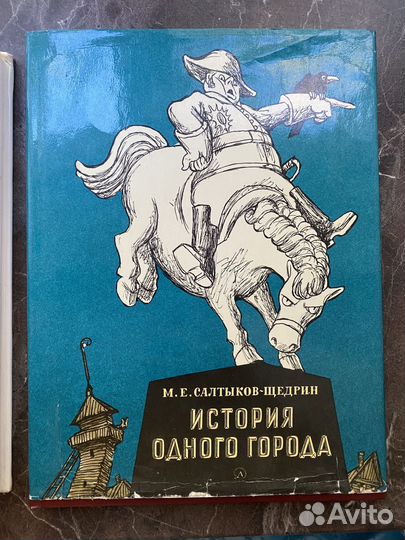 М. Е. САЛТЫКОВ-ЩЕДРИН
ИСТОРИЯ
ОДНОГО ГОРОДА
Л
Avito